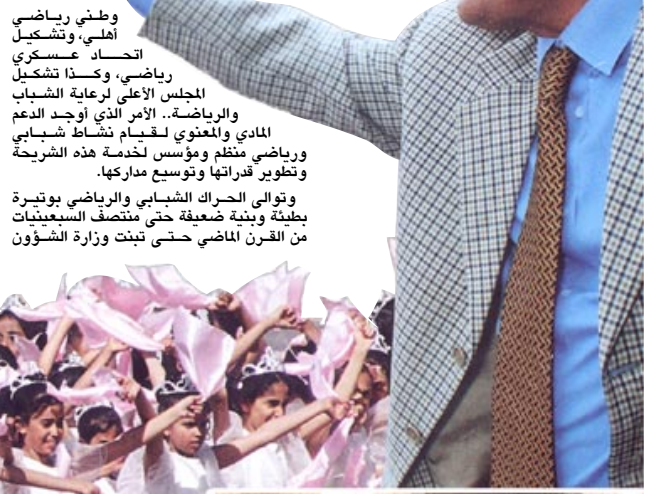 وطني رياضي
أهلي، وتشكيل
اتحاد عسكري
رياضي، وكذا تشكيل
المجلس الأعلى لرعاية الشباب
والرياضة.. الأمر الذي أوجد الدعم
المادي والمعنوي لقيام نشاط شبابي
ورياضي منظم ومؤسس لخدمة هذه الشريحة
وتطوير قدراتها وتوسيع مداركها.
وتوالى الحراك الشبابي والرياضي بوتيرة
بطيئة وبنية ضعيفة حتى منتصف السبعينيات
من القرن الماضي حتى تبنت وزارة الشؤون